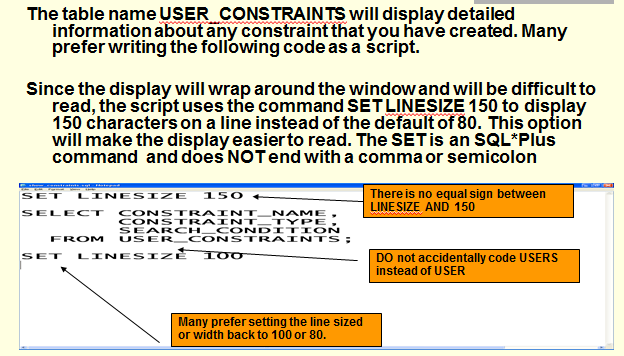 The table name USER_CONSTRAINTS will display detailed
information about any constraint that you have created. Many
prefer writing the following code as a script.
Since the display will wrap around the window and will be difficult to
read, the script uses the command SET LINESIZE 150 to display
150 characters on a line instead of the default of 80. This option
will make the display easier to read. The SET is an SQL*Plus
command and does NOT end with a comma or semicolon
SET LINESIZE 150
There is no equal sign between
LINESIZE AND 150
SELECT CONSTRAINT_NAME,
CONSTRAINT_TYPE,
SEARCH_CONDITION
FROM USER_CONSTRAINTS;
SET LINESIZE 100
DO not accidentally code USERS
instead of USER
Many prefer setting the line sized
or width back to 100 or 80.